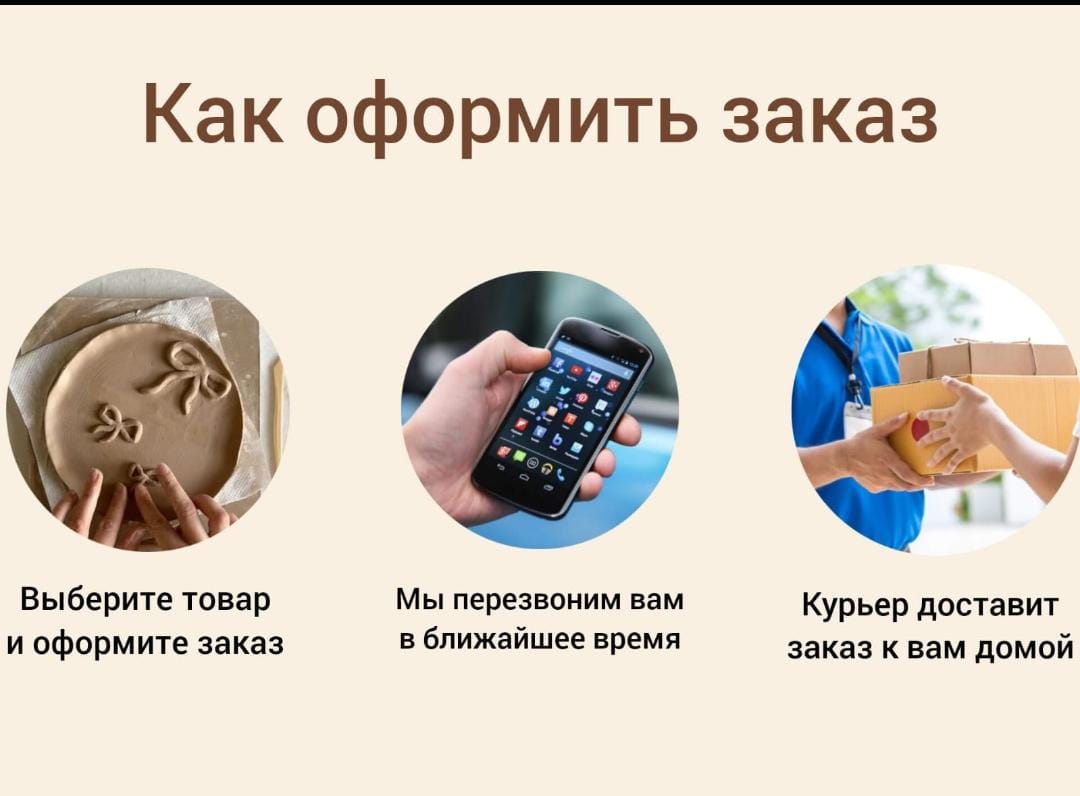 Как оформить заказ
Выберите товар
и оформите заказ
Мы перезвоним вам
в ближайшее время
Курьер доставит
заказ к вам домой